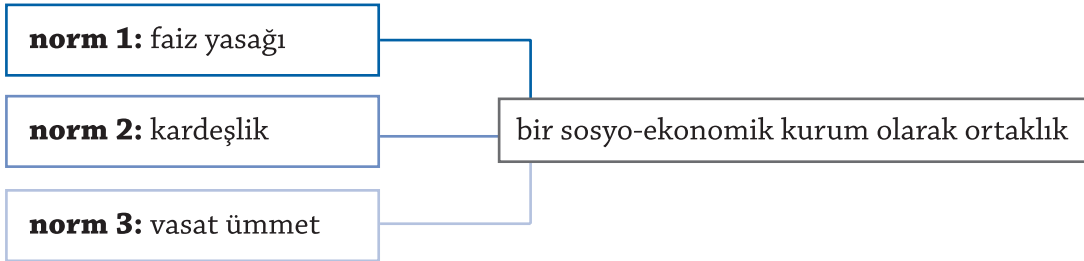 norm 1: faiz yasağı
norm 2: kardeşlik
bir sosyo-ekonomik kurum olarak ortaklık
norm 3: vasat ümmet